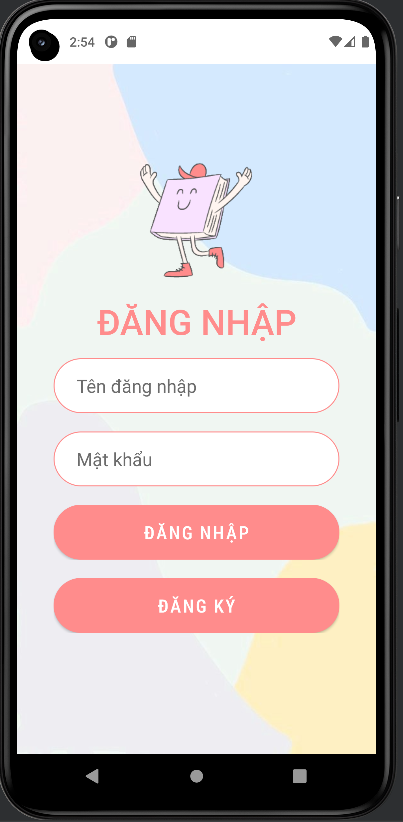 2:54
ĐĂNG NHẬP
Tên đăng nhập
Mật khẩu
ĐĂNG NHẬP
ĐĂNG KÝ